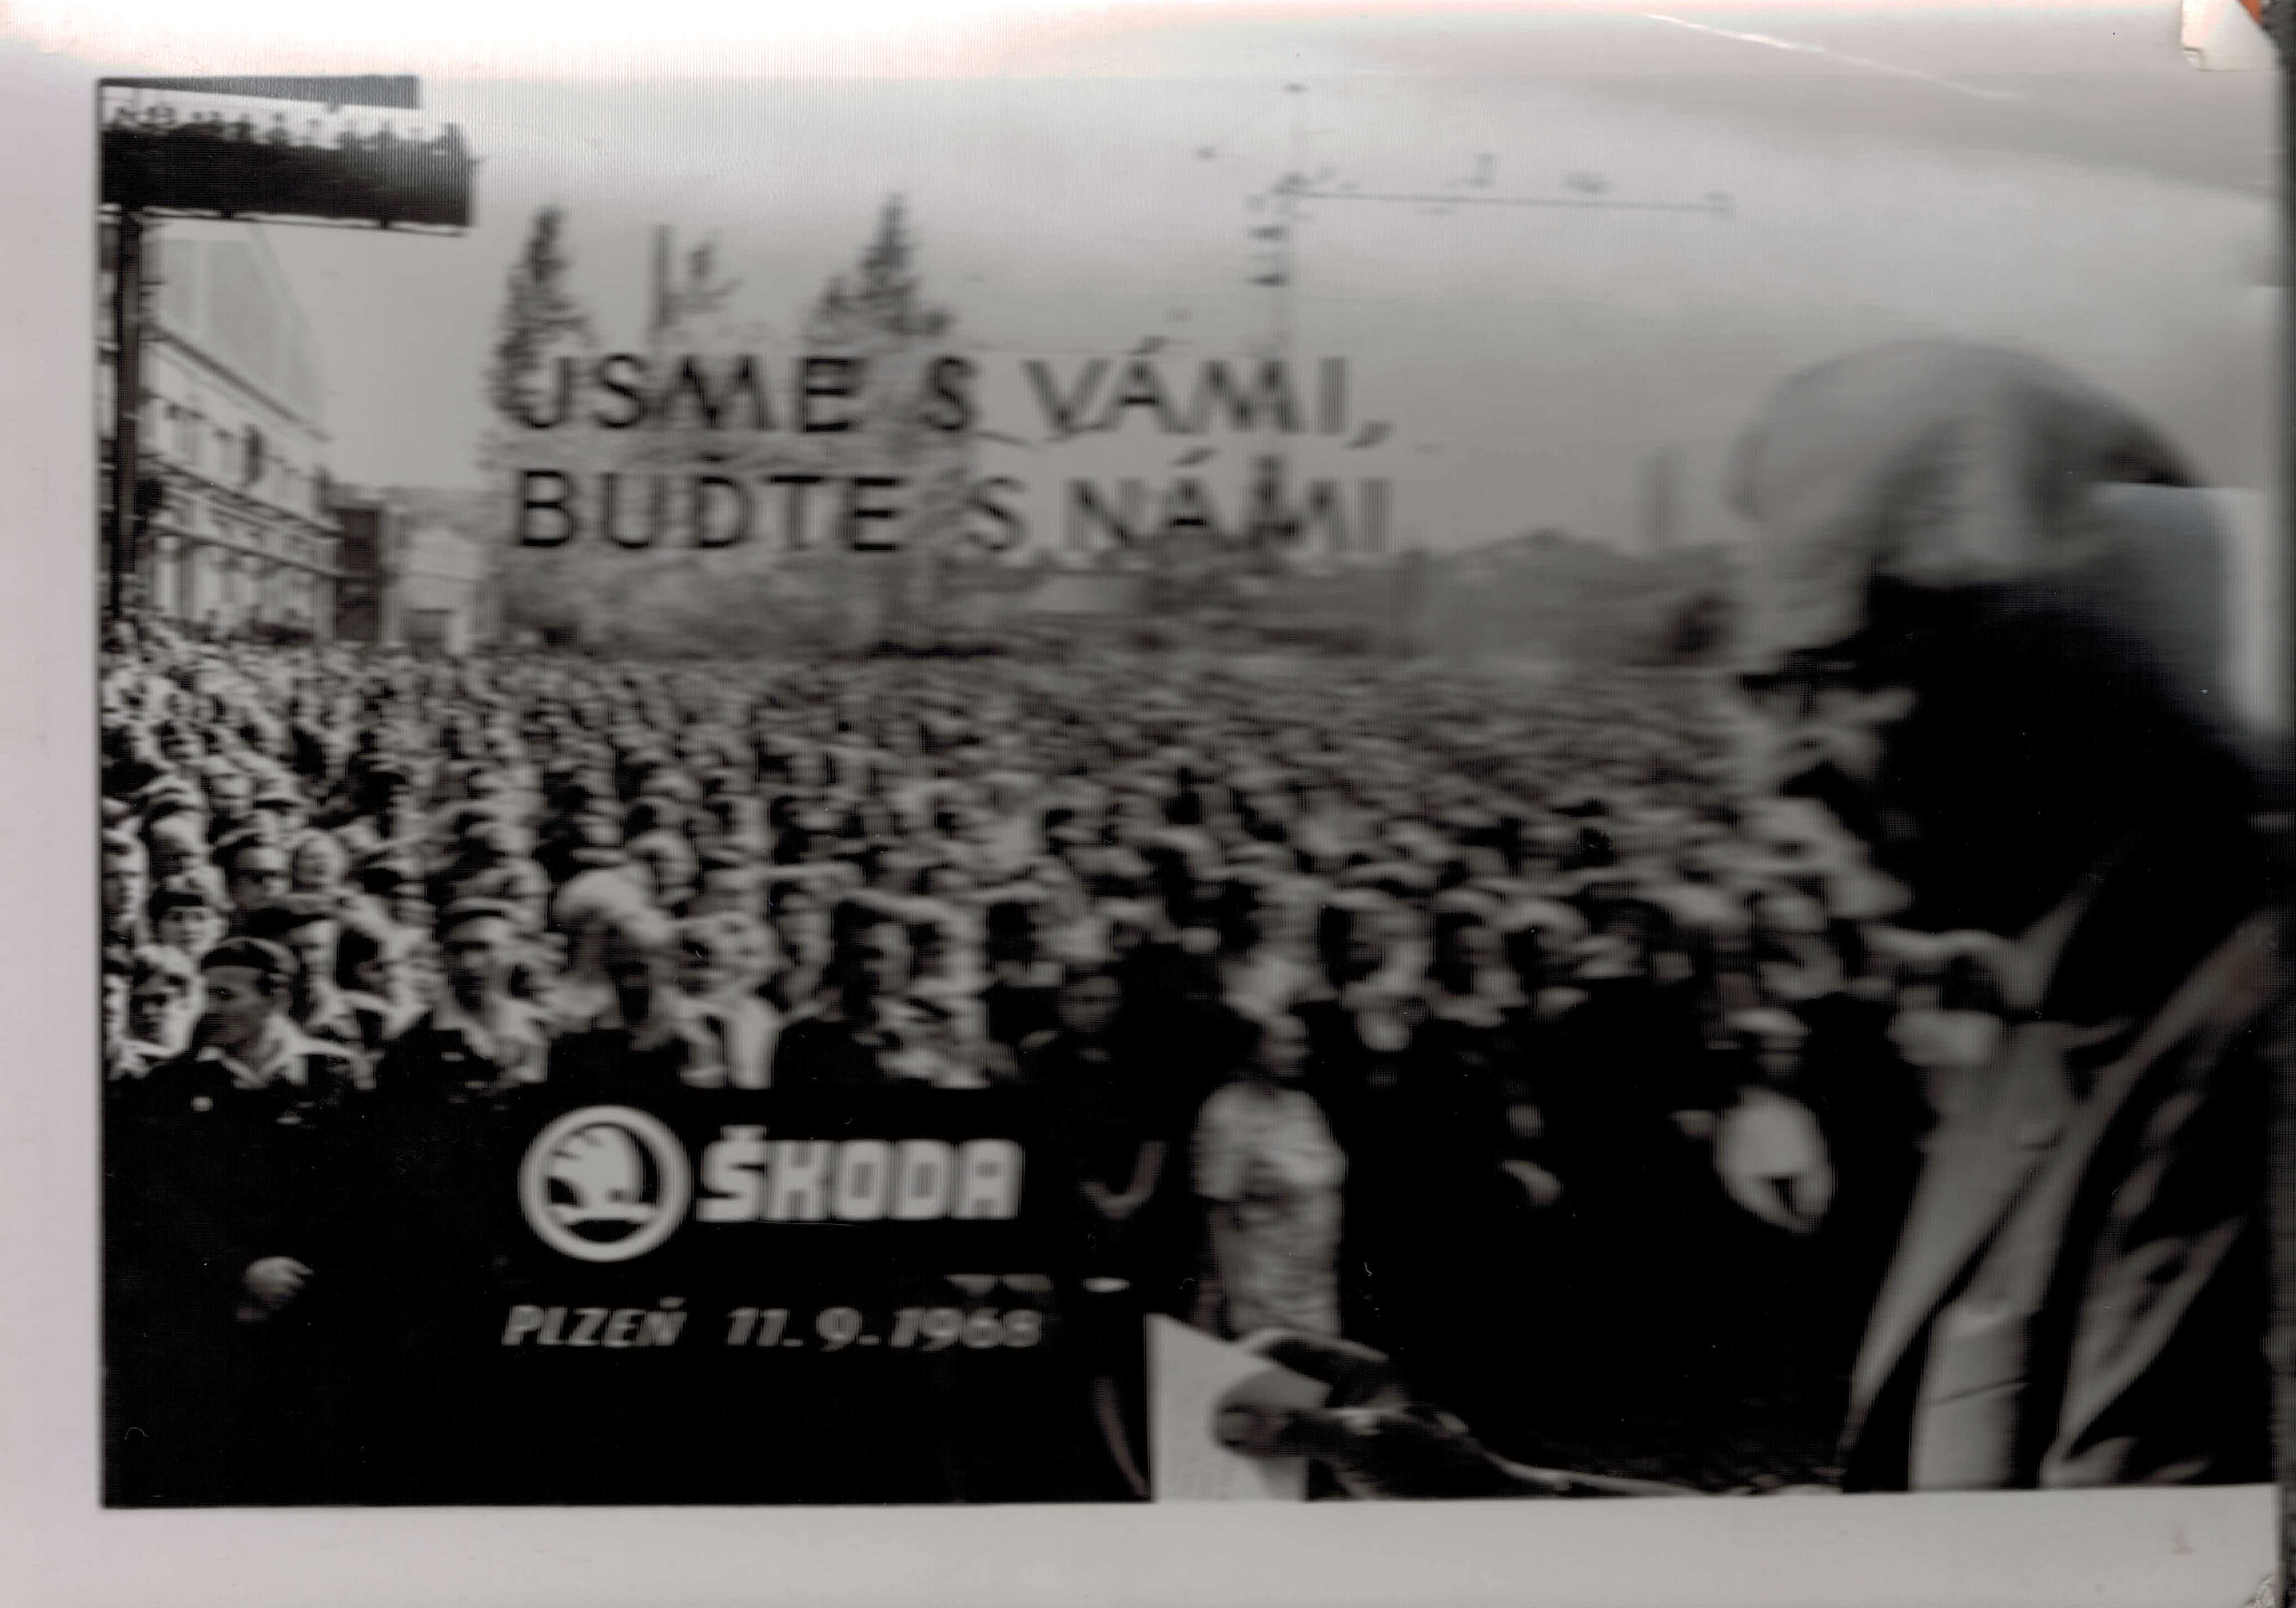 JSME S VÁMI,
BUĎTE S NÁMI
ŠKODA
PLZEŇ 11.9.1968